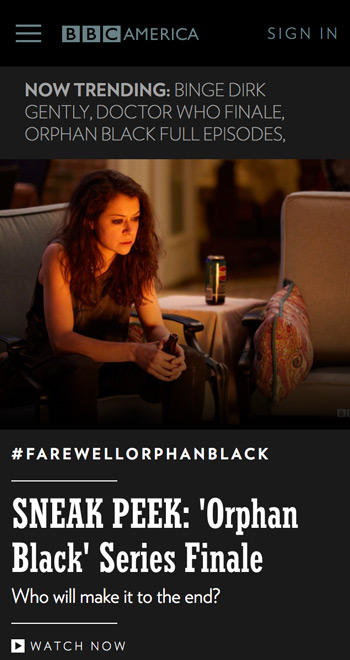 BBC AMERICA
SIGN IN
NOW TRENDING: BINGE DIRK
GENTLY, DOCTOR WHO FINALE,
ORPHAN BLACK FULL EPISODES,
#FAREWELLORPHANBLACK
SNEAK PEEK: 'Orphan
Black' Series Finale
Who will make it to the end?
WATCH NOW